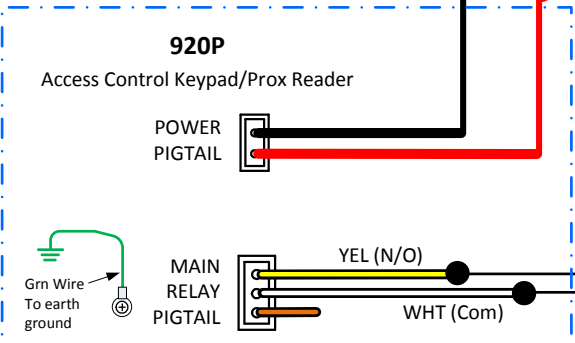 920P
Access Control Keypad/Prox Reader
POWER
PIGTAIL
YEL (N/O)
MAIN
RELAY
PIGTAIL
WHT (Com)
Grn Wire
To earth
ground